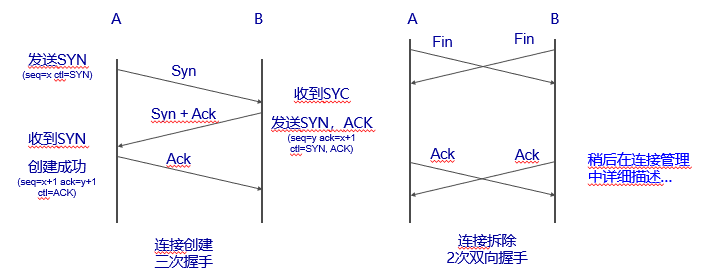 A
B
发送SYN
(seq=x ctl=SYN)
Syn
收到SYC
Syn + Ack
发送SYN，ACK
(seq=y ack=x+1
ctl=SYN, ACK)
收到SYN
创建成功
(seq=x+1 ack=y+1
ctl=ACK)
Ack
连接创建
三次握手
A
B
Fin
Fin
Ack
Ack
稍后在连接管理
中详细描述...
连接拆除
2次双向握手